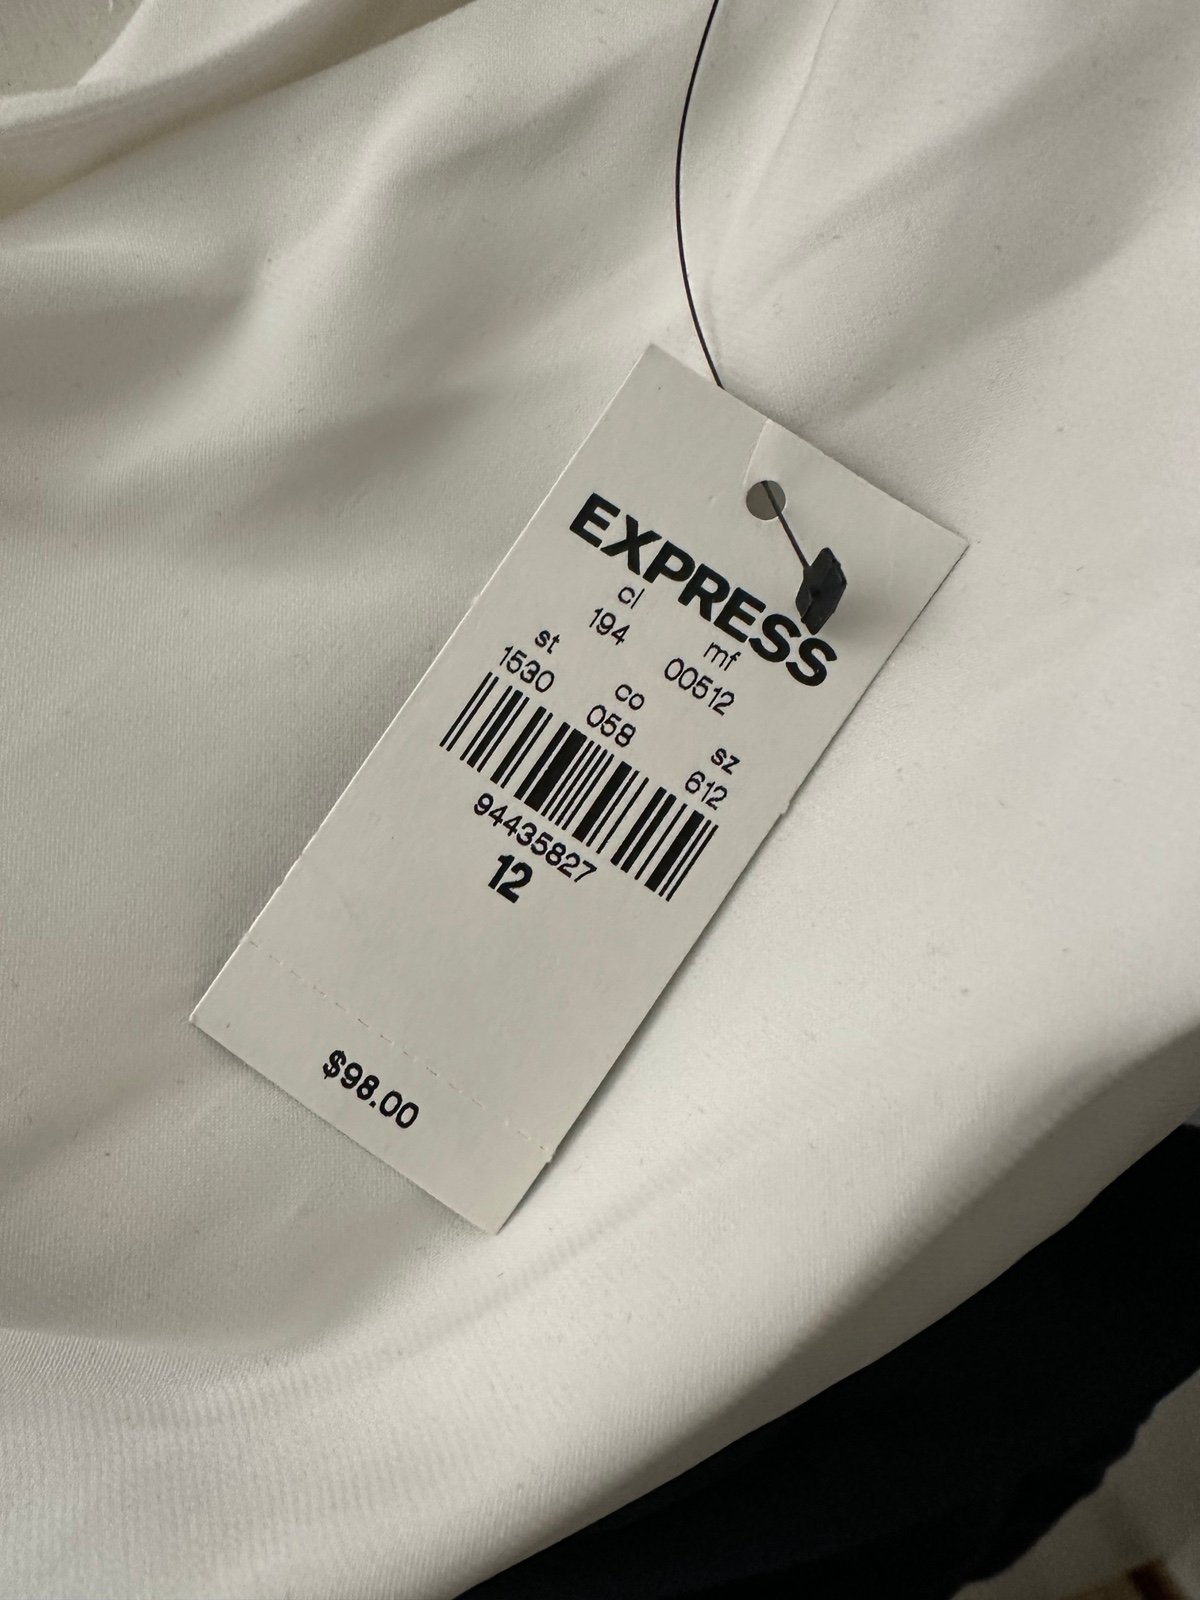 EXPRESS
cl mf
194 00512
st co sz
1530 058 612
94435827
12
$98.00